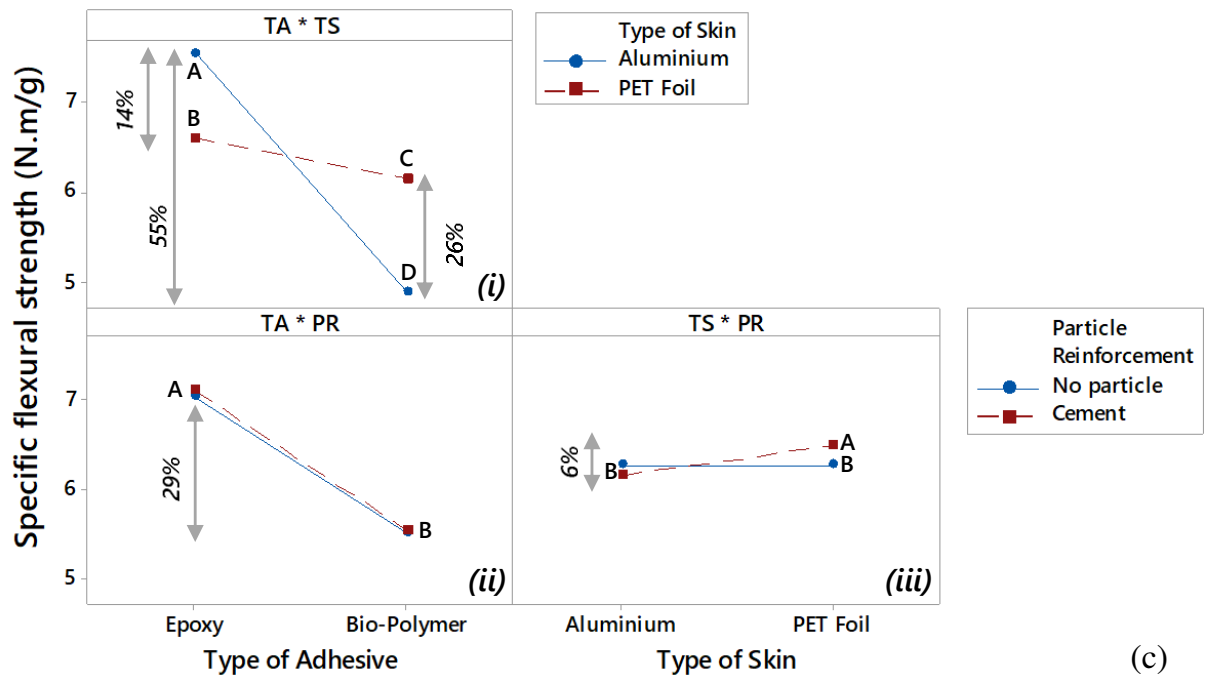 TA * TS
Type of Skin
Aluminium
PET Foil
Specific flexural strength (N.m/g)
7
6
5
A
B
C
D
14%
55%
26%
(i)
TA * PR
TS * PR
Particle
Reinforcement
No particle
Cement
7
6
5
A
29%
B
(ii)
6%
B
A
B
(iii)
Epoxy
Bio-Polymer
Aluminium
PET Foil
Type of Adhesive
Type of Skin
(c)